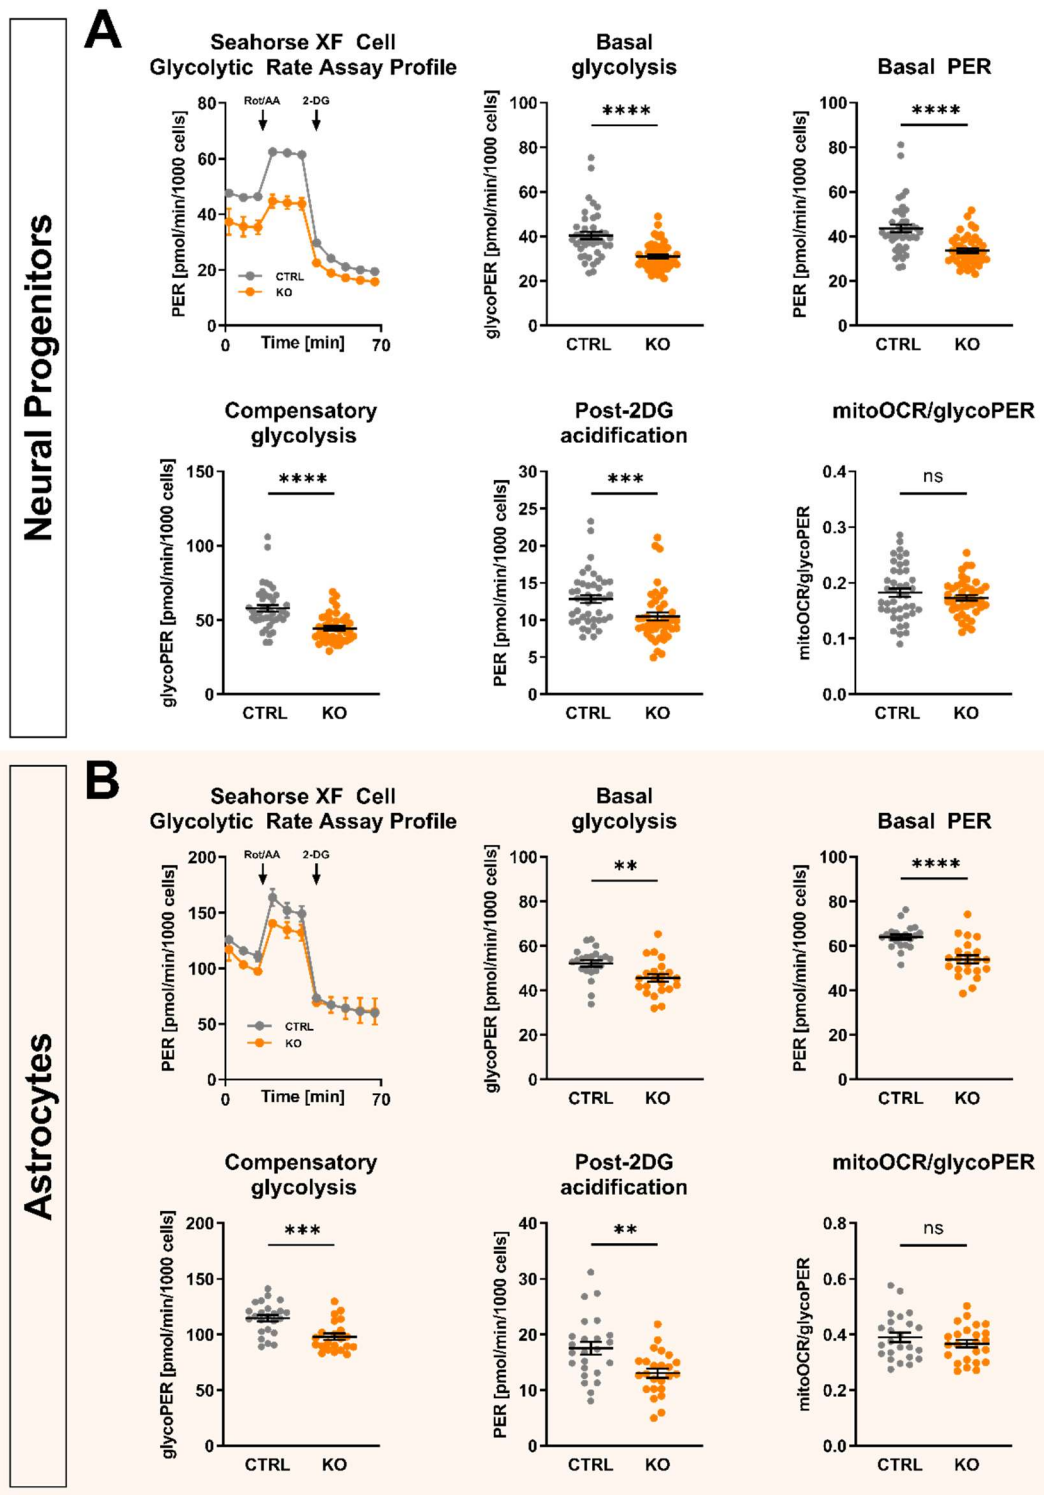 Neural Progenitors
A
Seahorse XF Cell
Glycolytic Rate Assay Profile
PER [pmol/min/1000 cells]
80
60
40
20
0
Rot/AA
2-DG
CTRL
KO
0
Time [min]
70
Basal
glycolysis
glycoPER [pmol/min/1000 cells]
100
80
60
40
20
0
****
CTRL
KO
Basal PER
PER [pmol/min/1000 cells]
100
80
60
40
20
0
****
CTRL
KO
Compensatory
glycolysis
glycoPER [pmol/min/1000 cells]
150
100
50
0
****
CTRL
KO
Post-2DG
acidification
PER [pmol/min/1000 cells]
30
25
20
15
10
5
0
***
CTRL
KO
mitoOCR/glycoPER
mitoOCR/glycoPER
0.4
0.3
0.2
0.1
0.0
ns
CTRL
KO
Astrocytes
B
Seahorse XF Cell
Glycolytic Rate Assay Profile
PER [pmol/min/1000 cells]
200
150
100
50
0
Rot/AA
2-DG
CTRL
KO
0
Time [min]
70
Basal
glycolysis
glycoPER [pmol/min/1000 cells]
100
80
60
40
20
0
**
CTRL
KO
Basal PER
PER [pmol/min/1000 cells]
100
80
60
40
20
0
****
CTRL
KO
Compensatory
glycolysis
glycoPER [pmol/min/1000 cells]
200
150
100
50
0
***
CTRL
KO
Post-2DG
acidification
PER [pmol/min/1000 cells]
40
30
20
10
0
**
CTRL
KO
mitoOCR/glycoPER
mitoOCR/glycoPER
0.8
0.6
0.4
0.2
0.0
ns
CTRL
KO